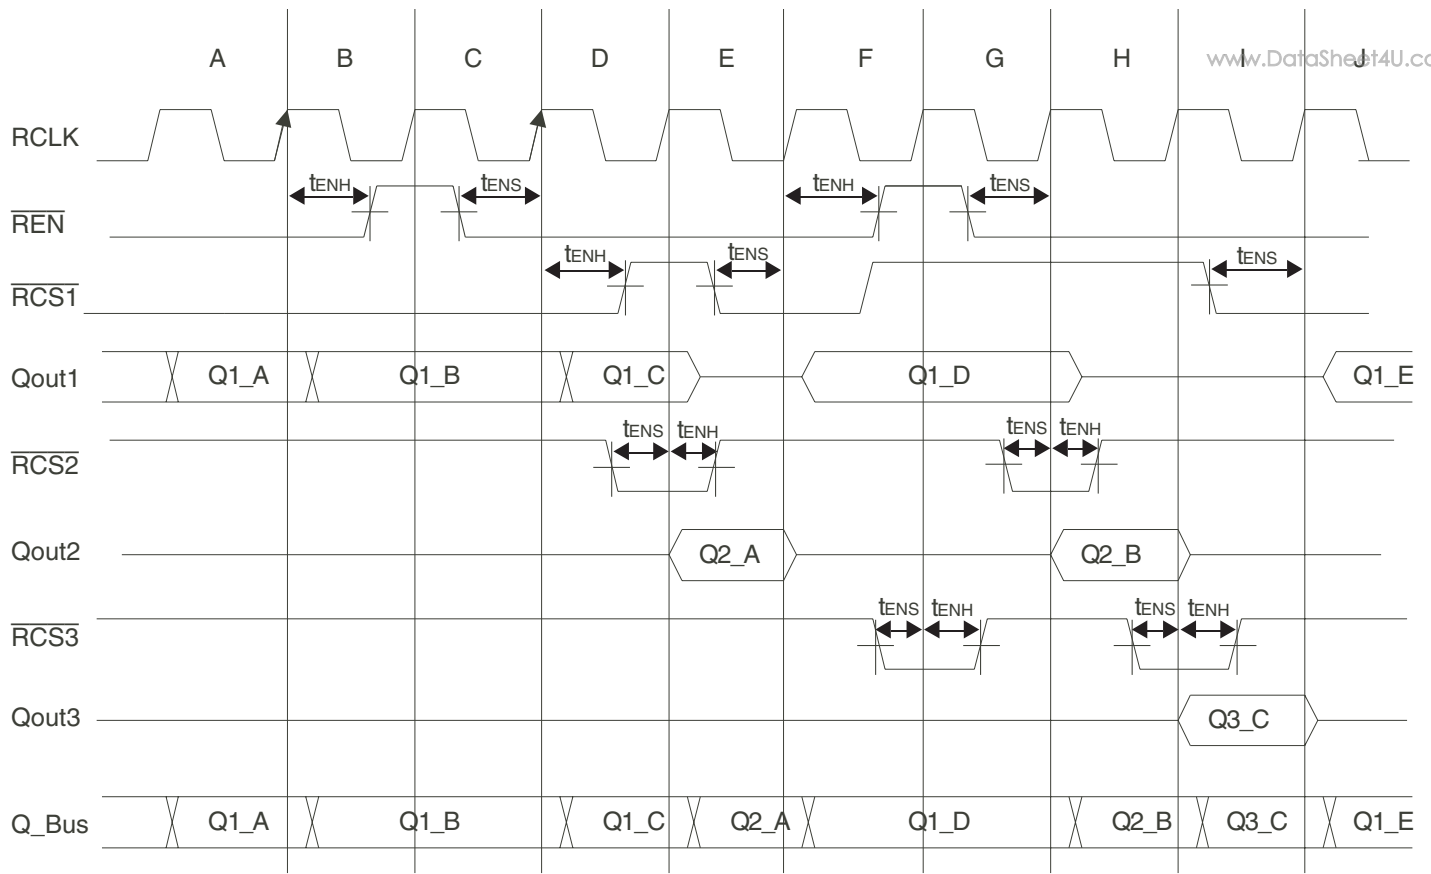 A B C D E F G H I J
www.DataSheet4U.co
RCLK
tENH tENS tENH tENS
REN
tENH tENS tENS
RCS1
Qout1 Q1_A Q1_B Q1_C Q1_D Q1_E
tENS tENH tENS tENH
RCS2
Qout2 Q2_A Q2_B
tENS tENH tENS tENH
RCS3
Qout3 Q3_C
Q_Bus Q1_A Q1_B Q1_C Q2_A Q1_D Q2_B Q3_C Q1_E